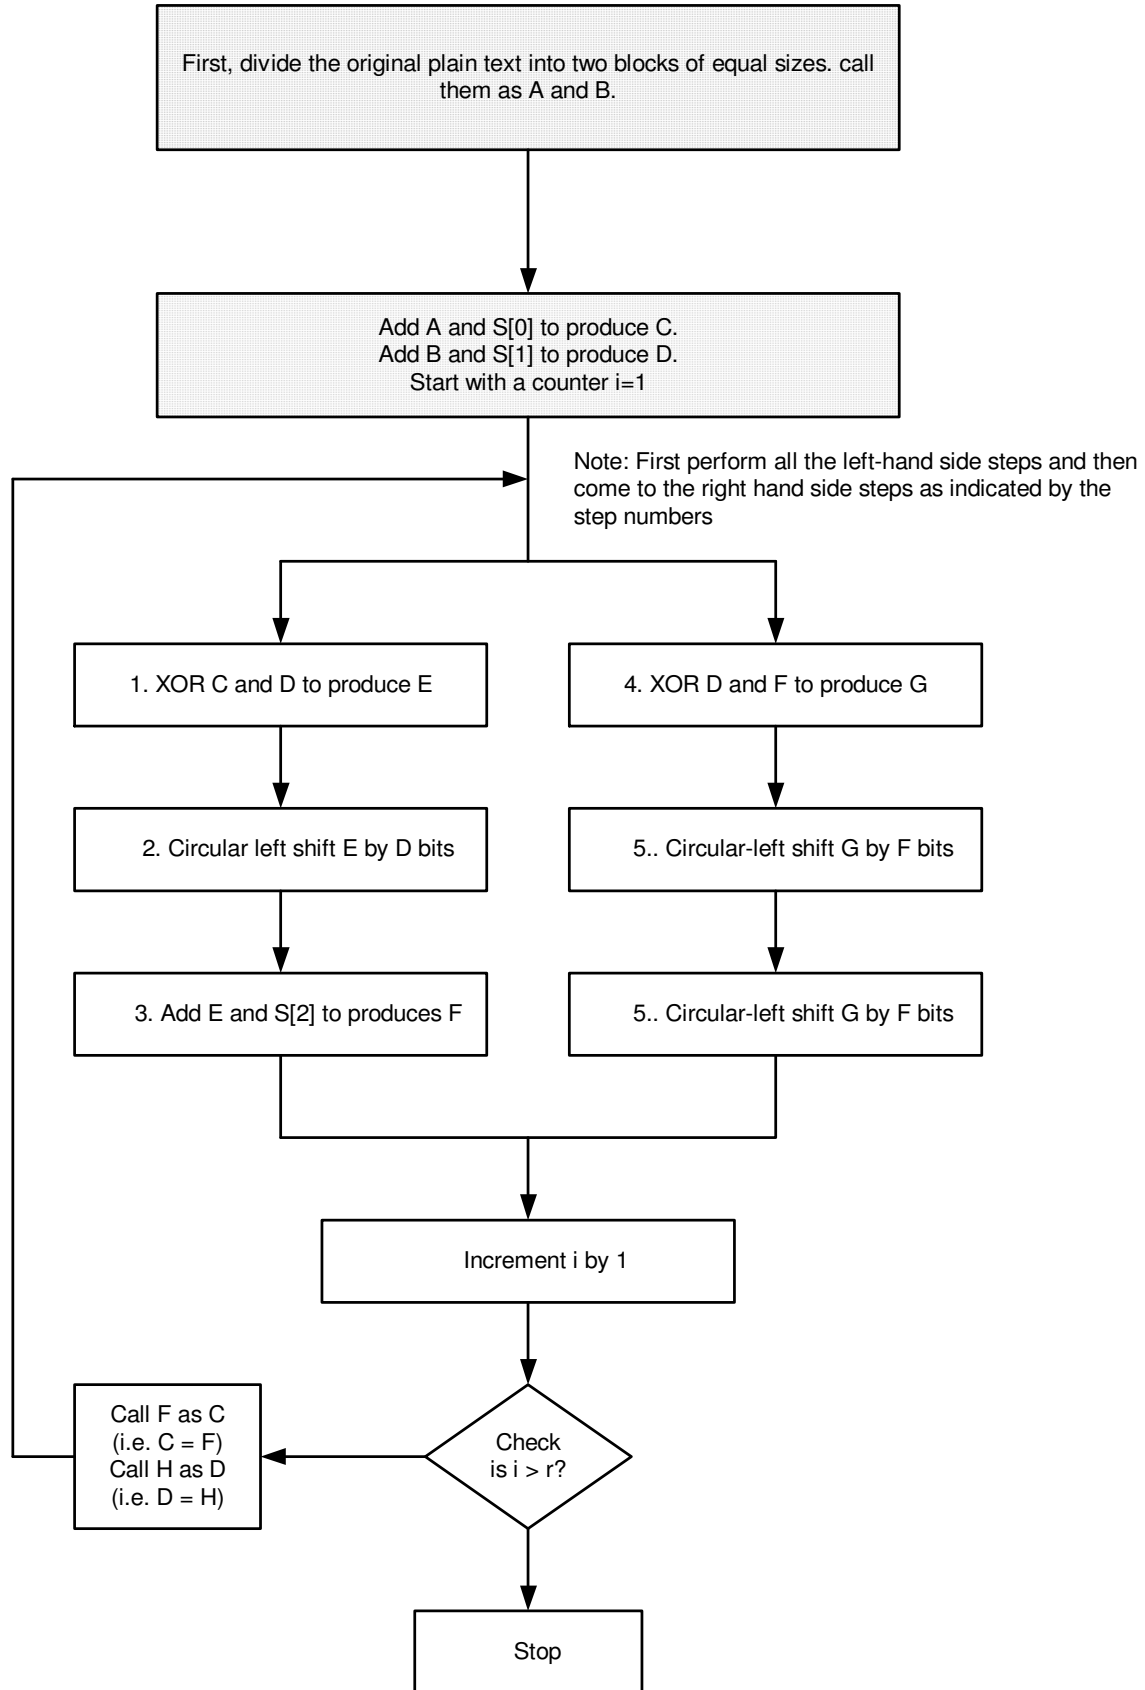 First, divide the original plain text into two blocks of equal sizes. call
them as A and B.
Add A and S[0] to produce C.
Add B and S[1] to produce D.
Start with a counter i=1
Note: First perform all the left-hand side steps and then
come to the right hand side steps as indicated by the
step numbers
1. XOR C and D to produce E
4. XOR D and F to produce G
2. Circular left shift E by D bits
5.. Circular-left shift G by F bits
3. Add E and S[2] to produces F
5.. Circular-left shift G by F bits
Increment i by 1
Call F as C
(i.e. C = F)
Call H as D
(i.e. D = H)
Check
is i > r?
Stop